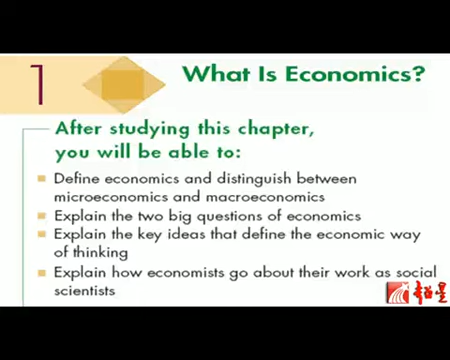 1
What Is Economics?
After studying this chapter,
you will be able to:
Define economics and distinguish between
microeconomics and macroeconomics
Explain the two big questions of economics
Explain the key ideas that define the economic way
of thinking
Explain how economists go about their work as social
scientists